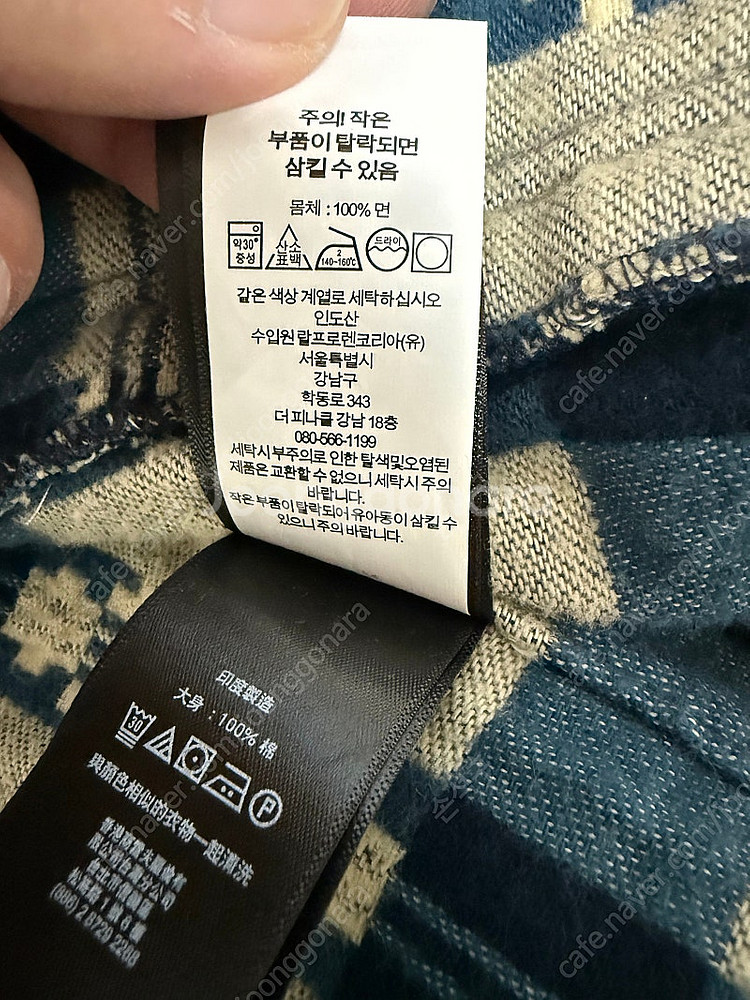 주의! 작은
부품이 탈락되면
삼킬 수 있음
몸체 : 100% 면
약30° 중성
산소 표백
2 140~160℃
드라이
같은 색상 계열로 세탁하십시오
인도산
수입원 랄프로렌코리아(유)
서울특별시
강남구
학동로 343
더 피나클 강남 18층
080-566-1199
세탁시 부주의로 인한 탈색및오염된
제품은 교환할 수 없으니 세탁시 주의
바랍니다.
작은 부품이 탈락되어 유아동이 삼킬 수
있으니 주의 바랍니다.
印度製造
大身 : 100% 棉
30
P
與顏色相似的衣物一起灑洗
cafe.naver.com/joonggonara